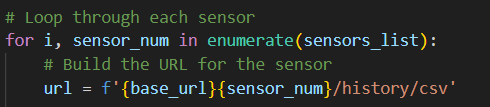 # Loop through each sensor
for i, sensor_num in enumerate(sensors_list):
    # Build the URL for the sensor
    url = f'{base_url}{sensor_num}/history/csv'